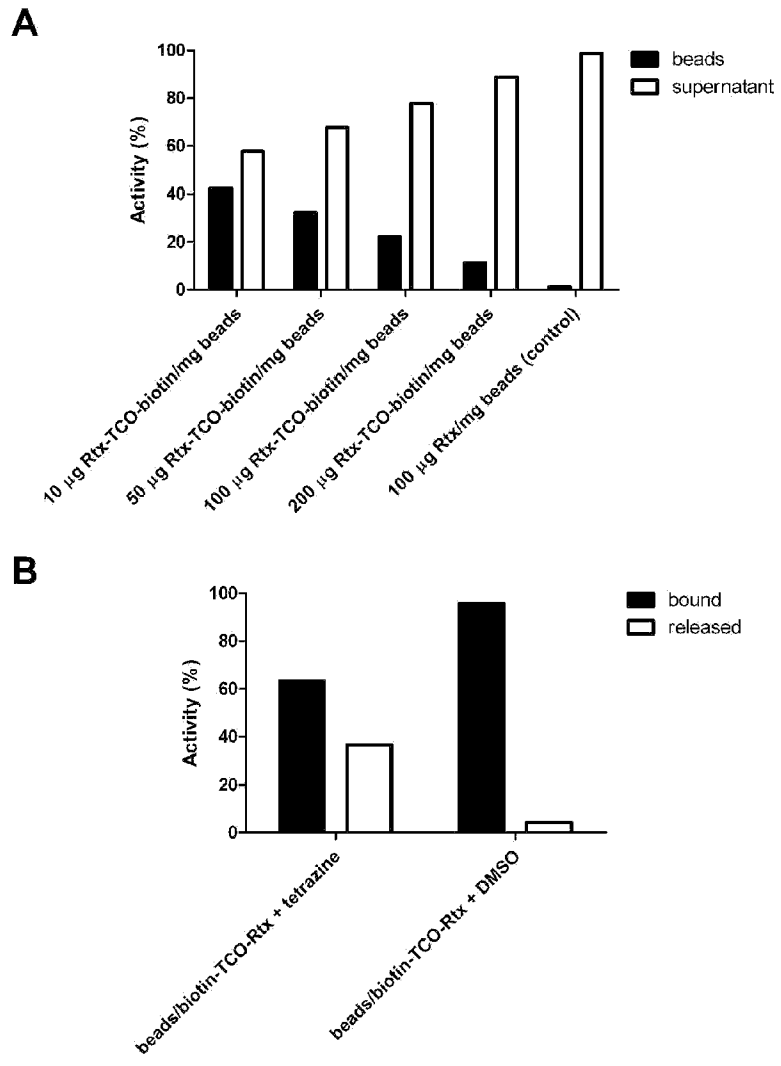 A
100
80
60
40
20
0
Activity (%)
beads
supernatant
10 µg Rtx-TCO-biotin/mg beads
50 µg Rtx-TCO-biotin/mg beads
100 µg Rtx-TCO-biotin/mg beads
200 µg Rtx-TCO-biotin/mg beads
100 µg Rtx/mg beads (control)
B
100
80
60
40
20
0
Activity (%)
bound
released
beads/biotin-TCO-Rtx + tetrazine
beads/biotin-TCO-Rtx + DMSO